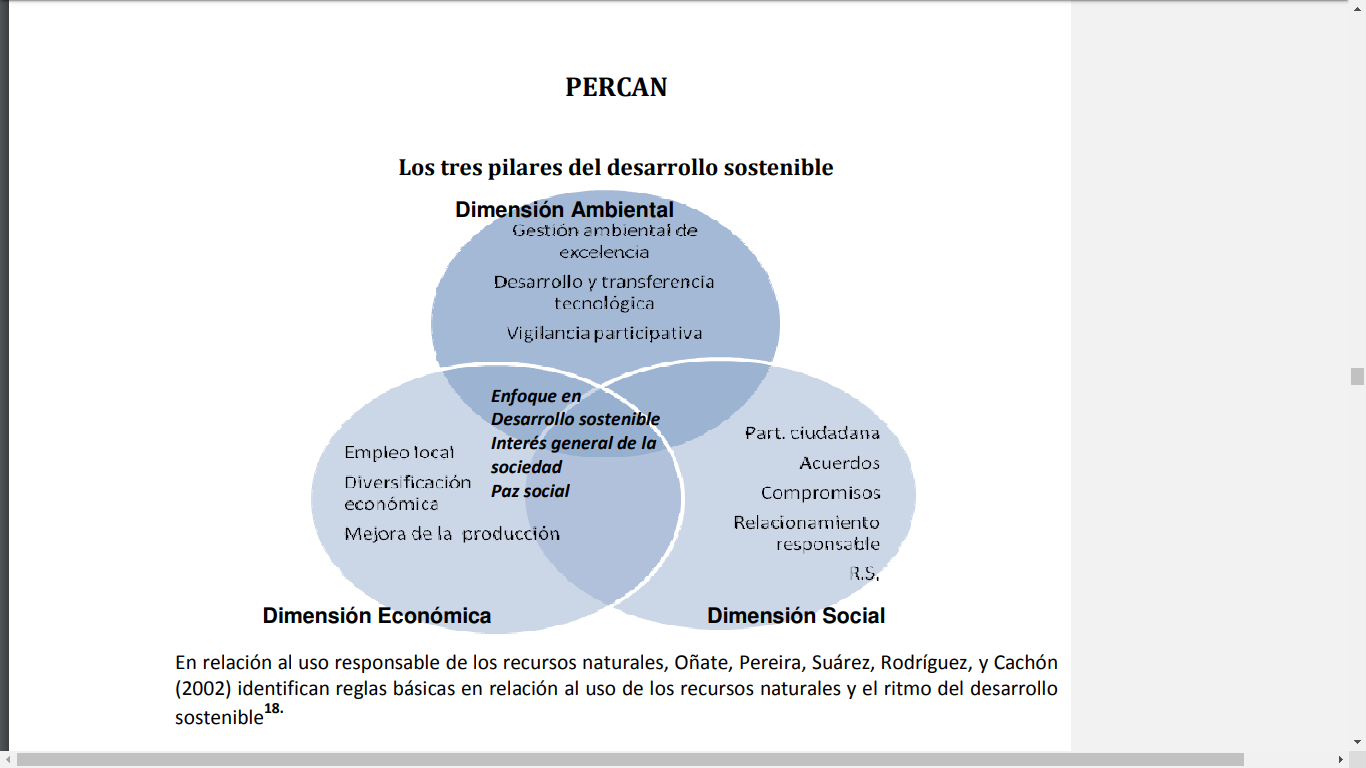 PERCAN
Los tres pilares del desarrollo sostenible
Dimensión Ambiental
Gestión ambiental de
excelencia
Desarrollo y transferencia
tecnológica
Vigilancia participativa
Enfoque en
Desarrollo sostenible
Interés general de la
sociedad
Paz social
Empleo local
Diversificación
económica
Mejora de la producción
Part. ciudadana
Acuerdos
Compromisos
Relacionamiento
responsable
R.S.
Dimensión Económica
Dimensión Social
En relación al uso responsable de los recursos naturales, Oñate, Pereira, Suárez, Rodríguez, y Cachón
(2002) identifican reglas básicas en relación al uso de los recursos naturales y el ritmo del desarrollo
sostenible18.